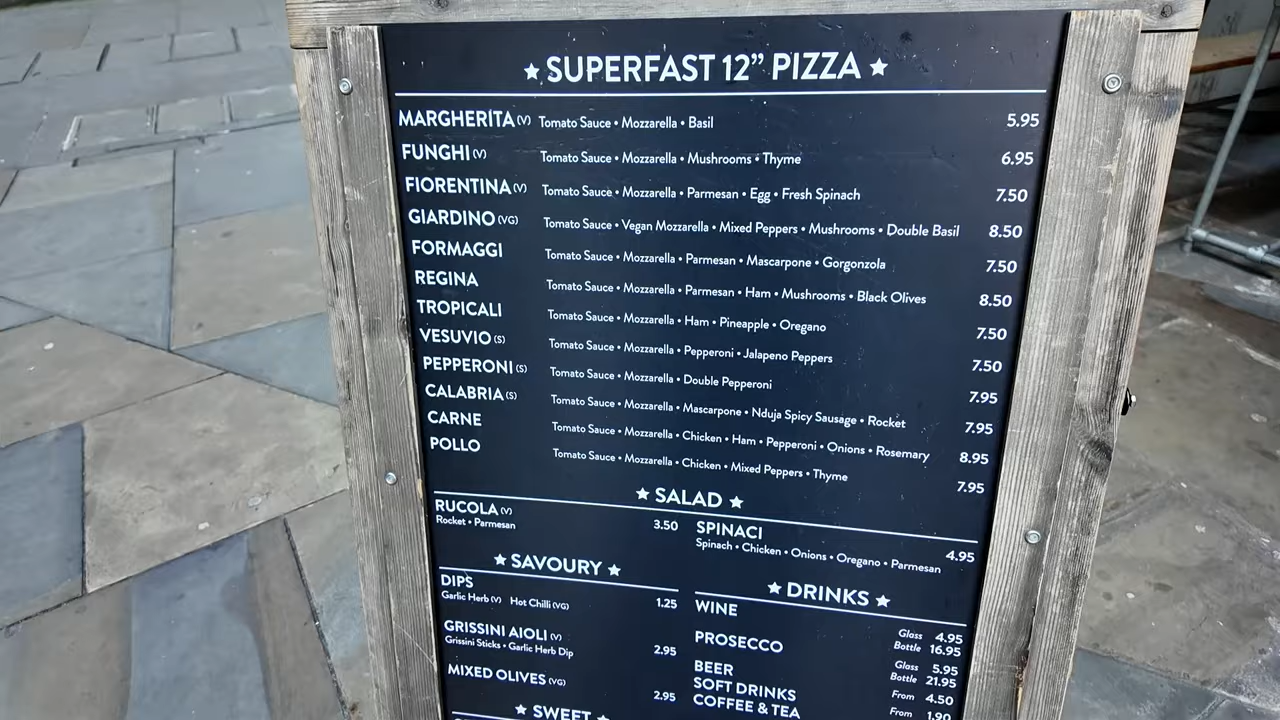 ★ SUPERFAST 12” PIZZA ★
MARGHERITA (V) Tomato Sauce • Mozzarella • Basil 5.95
FUNGHI (V) Tomato Sauce • Mozzarella • Mushrooms • Thyme 6.95
FIORENTINA (V) Tomato Sauce • Mozzarella • Parmesan • Egg • Fresh Spinach 7.50
GIARDINO (VG) Tomato Sauce • Vegan Mozzarella • Mixed Peppers • Mushrooms • Double Basil 8.50
FORMAGGI Tomato Sauce • Mozzarella • Parmesan • Mascarpone • Gorgonzola 7.50
REGINA Tomato Sauce • Mozzarella • Parmesan • Ham • Mushrooms • Black Olives 8.50
TROPICALI Tomato Sauce • Mozzarella • Ham • Pineapple • Oregano 7.50
VESUVIO (S) Tomato Sauce • Mozzarella • Pepperoni • Jalapeno Peppers 7.50
PEPPERONI (S) Tomato Sauce • Mozzarella • Double Pepperoni 7.95
CALABRIA (S) Tomato Sauce • Mozzarella • Mascarpone • Nduja Spicy Sausage • Rocket 7.95
CARNE Tomato Sauce • Mozzarella • Chicken • Ham • Pepperoni • Onions • Rosemary 8.95
POLLO Tomato Sauce • Mozzarella • Chicken • Mixed Peppers • Thyme 7.95
★ SALAD ★
RUCOLA (V) 3.50
Rocket • Parmesan
SPINACI 4.95
Spinach • Chicken • Onions • Oregano • Parmesan
★ SAVOURY ★
DIPS
Garlic Herb (V) Hot Chilli (VG) 1.25
GRISSINI AIOLI (V)
Grissini Sticks • Garlic Herb Dip 2.95
MIXED OLIVES (VG) 2.95
★ SWEET ★
★ DRINKS ★
WINE Glass 4.95
Bottle 16.95
PROSECCO Glass 5.95
Bottle 21.95
BEER From 4.50
SOFT DRINKS From 1.90
COFFEE & TEA